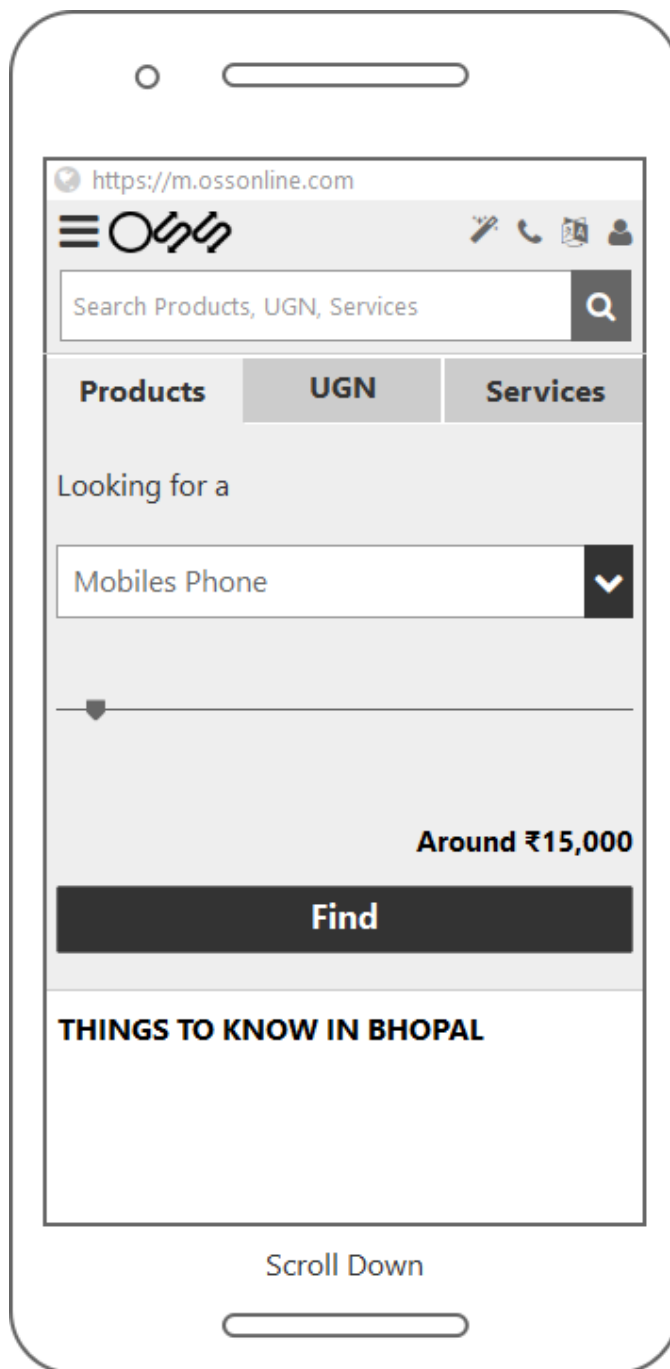 https://m.ossonline.com
OSS
Search Products, UGN, Services
Products UGN Services
Looking for a
Mobiles Phone
Around ₹15,000
Find
THINGS TO KNOW IN BHOPAL
Scroll Down